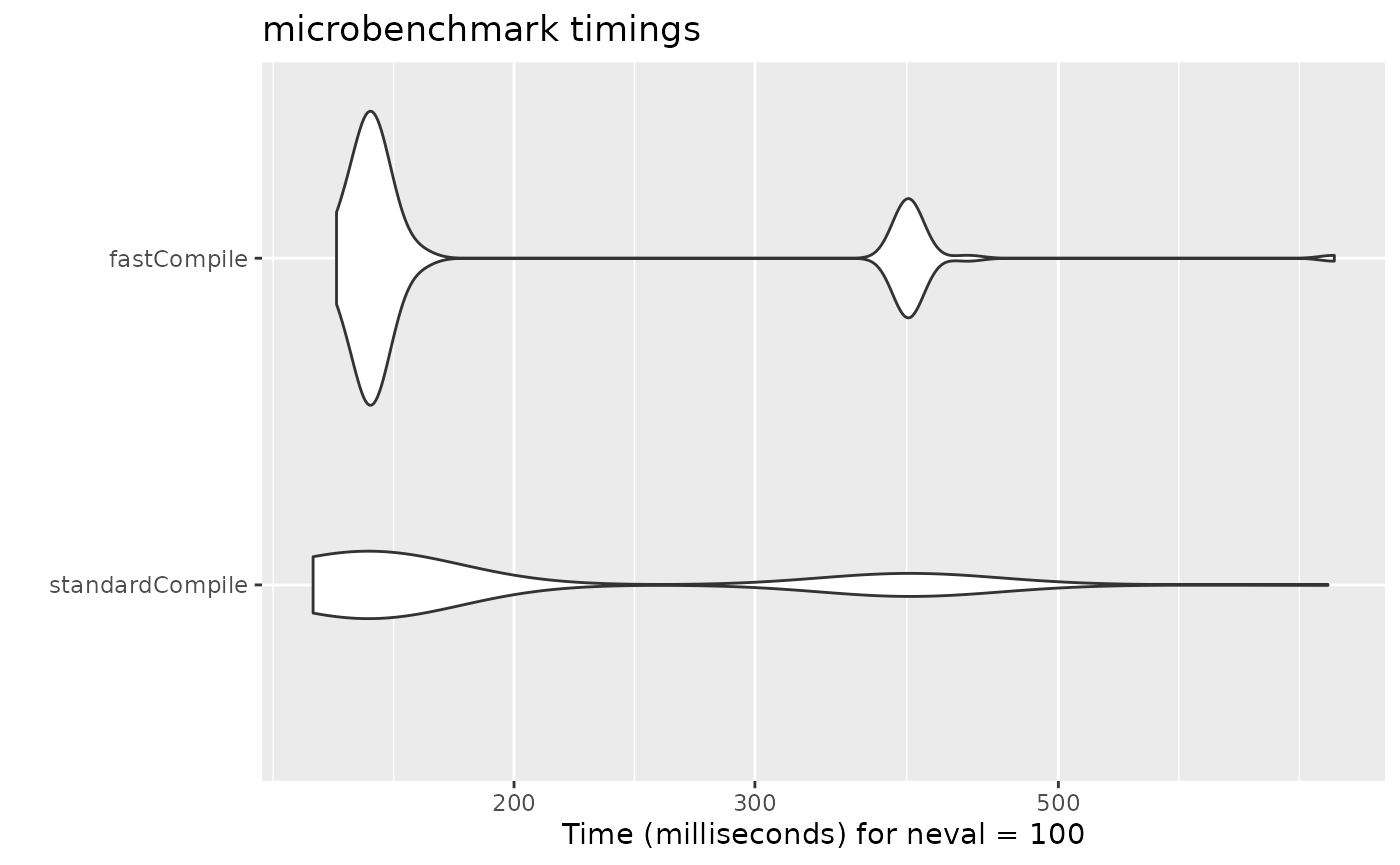 microbenchmark timings
fastCompile
standardCompile
200 300 500
Time (milliseconds) for neval = 100